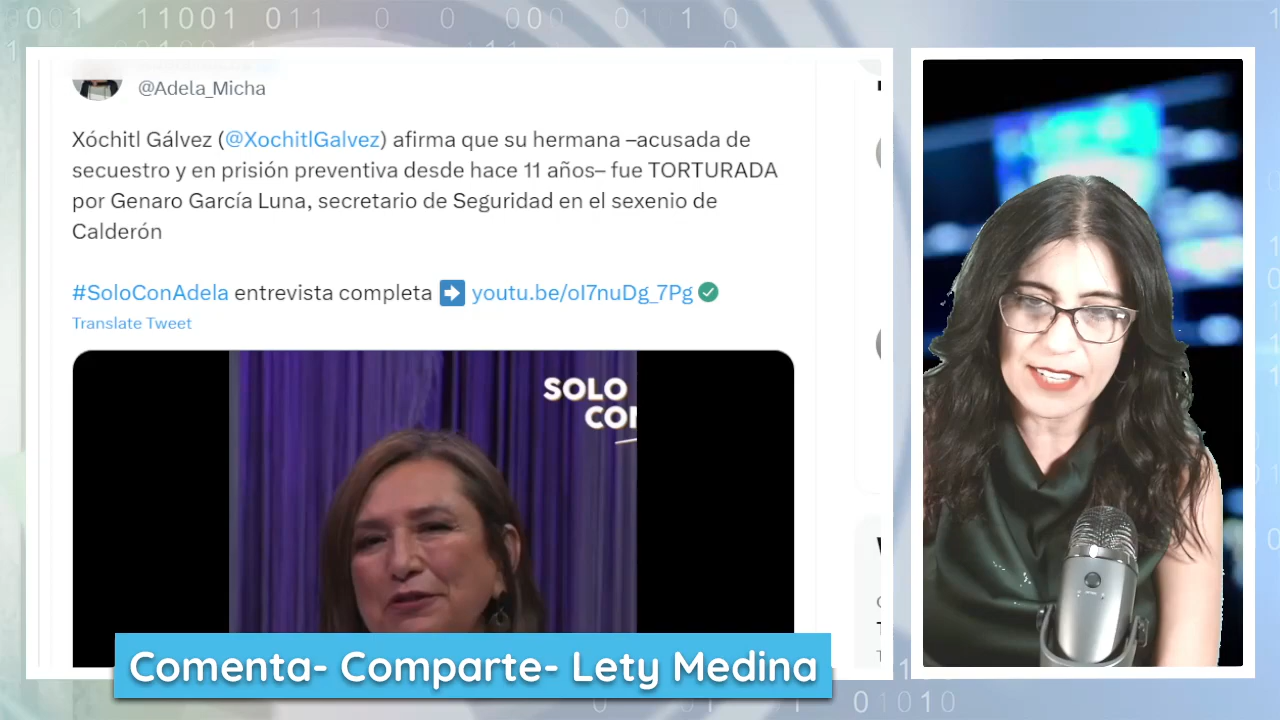 @Adela_Micha
Xóchitl Gálvez (@XochitlGalvez) afirma que su hermana –acusada de
secuestro y en prisión preventiva desde hace 11 años– fue TORTURADA
por Genaro García Luna, secretario de Seguridad en el sexenio de
Calderón
#SoloConAdela entrevista completa ➡ youtu.be/oI7nuDg_7Pg
Translate Tweet
SOLO
CON
Comenta- Comparte- Lety Medina